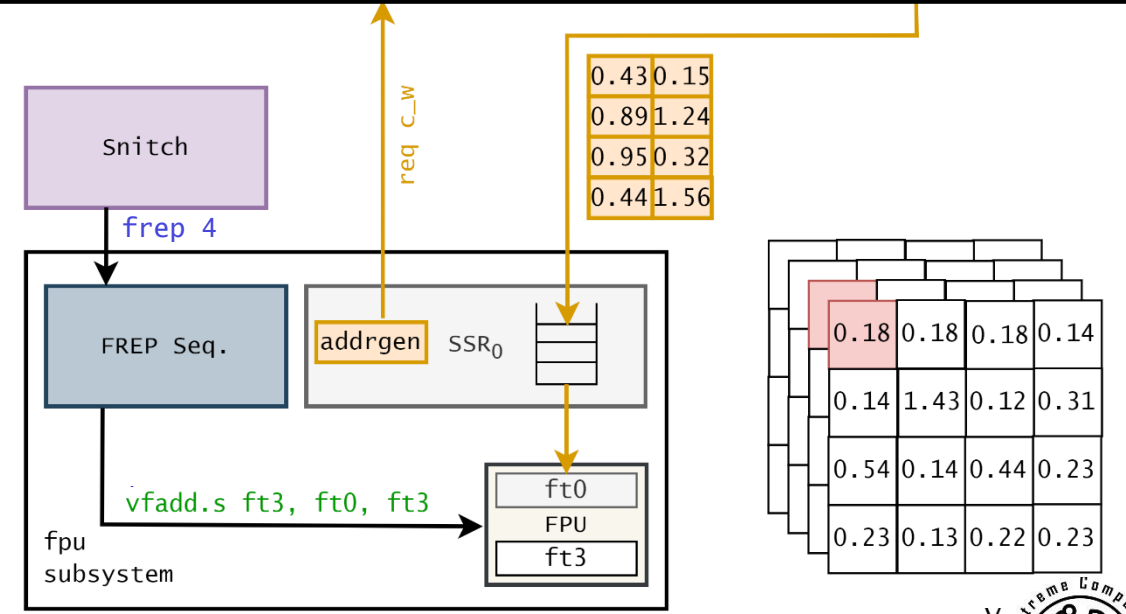 req c_w
0.43 0.15
0.89 1.24
0.95 0.32
0.44 1.56
Snitch
frep 4
FREP Seq.
addrgen
SSR0
vfadd.s ft3, ft0, ft3
ft0
FPU
ft3
fpu
subsystem
0.18 0.18 0.18 0.14
0.14 1.43 0.12 0.31
0.54 0.14 0.44 0.23
0.23 0.13 0.22 0.23